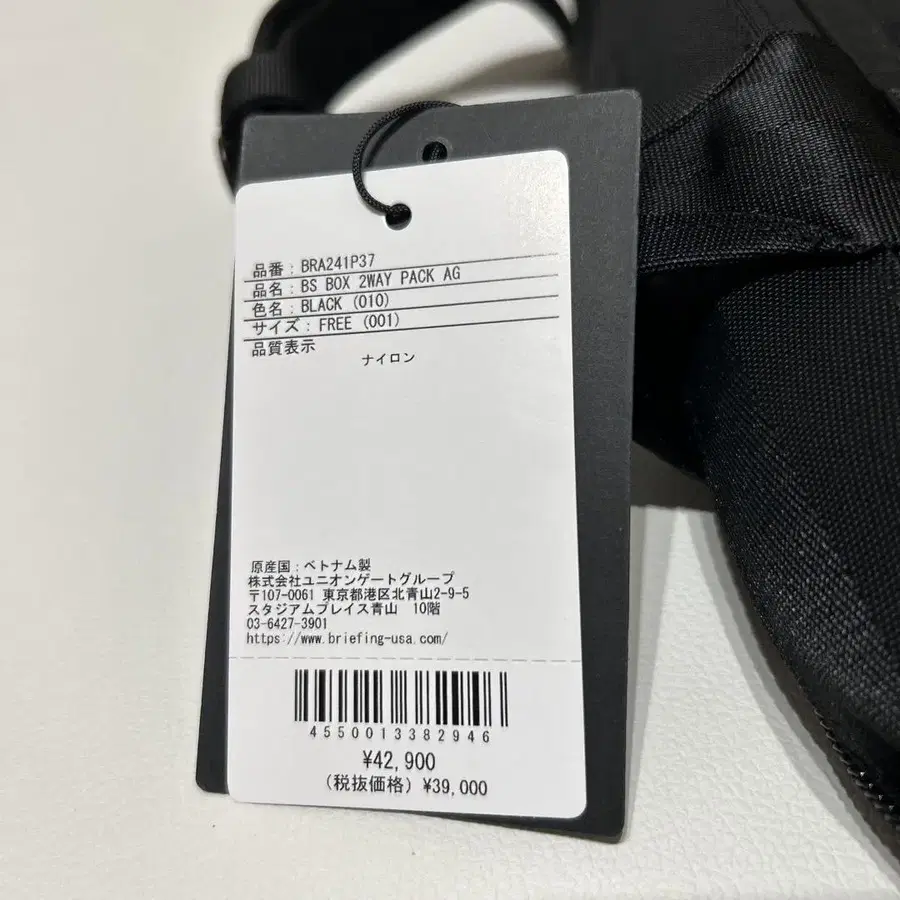 品番：BRA241P37
品名：BS BOX 2WAY PACK AG
色名：BLACK (010)
サイズ：FREE (001)
品質表示
ナイロン
原産国：ベトナム製
株式会社ユニオンゲートグループ
〒107-0061 東京都港区北青山2-9-5
スタジアムプレイス青山 10階
03-6427-3901
https://www.briefing-usa.com/
4550013382946
¥42,900
(税抜価格) ¥39,000